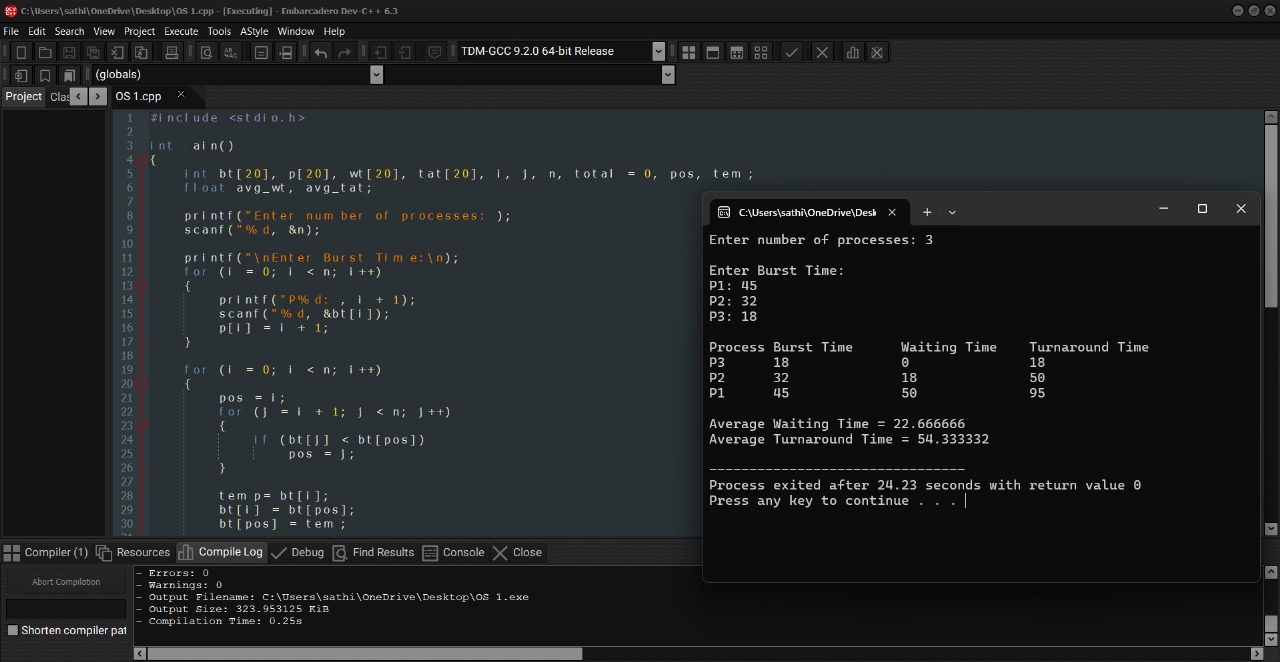 C:\Users\sathi\OneDrive\Desktop\OS 1.cpp - [Executing] - Embarcadero Dev-C++ 6.3
File Edit Search View Project Execute Tools AStyle Window Help
TDM-GCC 9.2.0 64-bit Release
(globals)
Project Clas OS 1.cpp
1 #include <stdio.h>
2
3 int ain()
4 {
5 int bt[20], p[20], wt[20], tat[20], i, j, n, total = 0, pos, tem ;
6 float avg_wt, avg_tat;
7
8 printf("Enter number of processes: );
9 scanf("%d, &n);
10
11 printf("\nEnter Burst Time:\n);
12 for (i = 0; i < n; i++)
13 {
14 printf("P%d: , i + 1);
15 scanf("%d, &bt[i]);
16 p[i] = i + 1;
17 }
18
19 for (i = 0; i < n; i++)
20 {
21 pos = i;
22 for (j = i + 1; j < n; j++)
23 {
24 if (bt[j] < bt[pos])
25 pos = j;
26 }
27
28 tem p= bt[i];
29 bt[i] = bt[pos];
30 bt[pos] = tem ;
C:\Users\sathi\OneDrive\Desk
Enter number of processes: 3
Enter Burst Time:
P1: 45
P2: 32
P3: 18
Process Burst Time Waiting Time Turnaround Time
P3 18 0 18
P2 32 18 50
P1 45 50 95
Average Waiting Time = 22.666666
Average Turnaround Time = 54.333332
--------------------------------
Process exited after 24.23 seconds with return value 0
Press any key to continue . . .
Compiler (1) Resources Compile Log Debug Find Results Console Close
Abort Compilation
Shorten compiler pat
- Errors: 0
- Warnings: 0
- Output Filename: C:\Users\sathi\OneDrive\Desktop\OS 1.exe
- Output Size: 323.953125 KiB
- Compilation Time: 0.25s